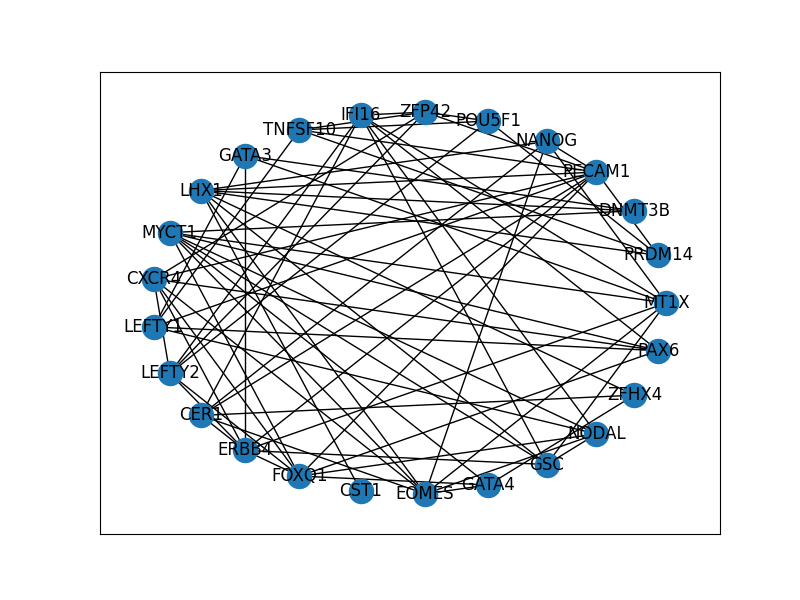 ZFP42
IFI16
POU5F1
TNFSF10
NANOG
GATA3
PECAM1
LHX1
DNMT3B
MYCT1
PRDM14
CXCR4
MT1X
LEFTY1
PAX6
LEFTY2
ZFHX4
CER1
NODAL
ERBB4
GSC
FOXQ1
GATA4
CST1
EOMES